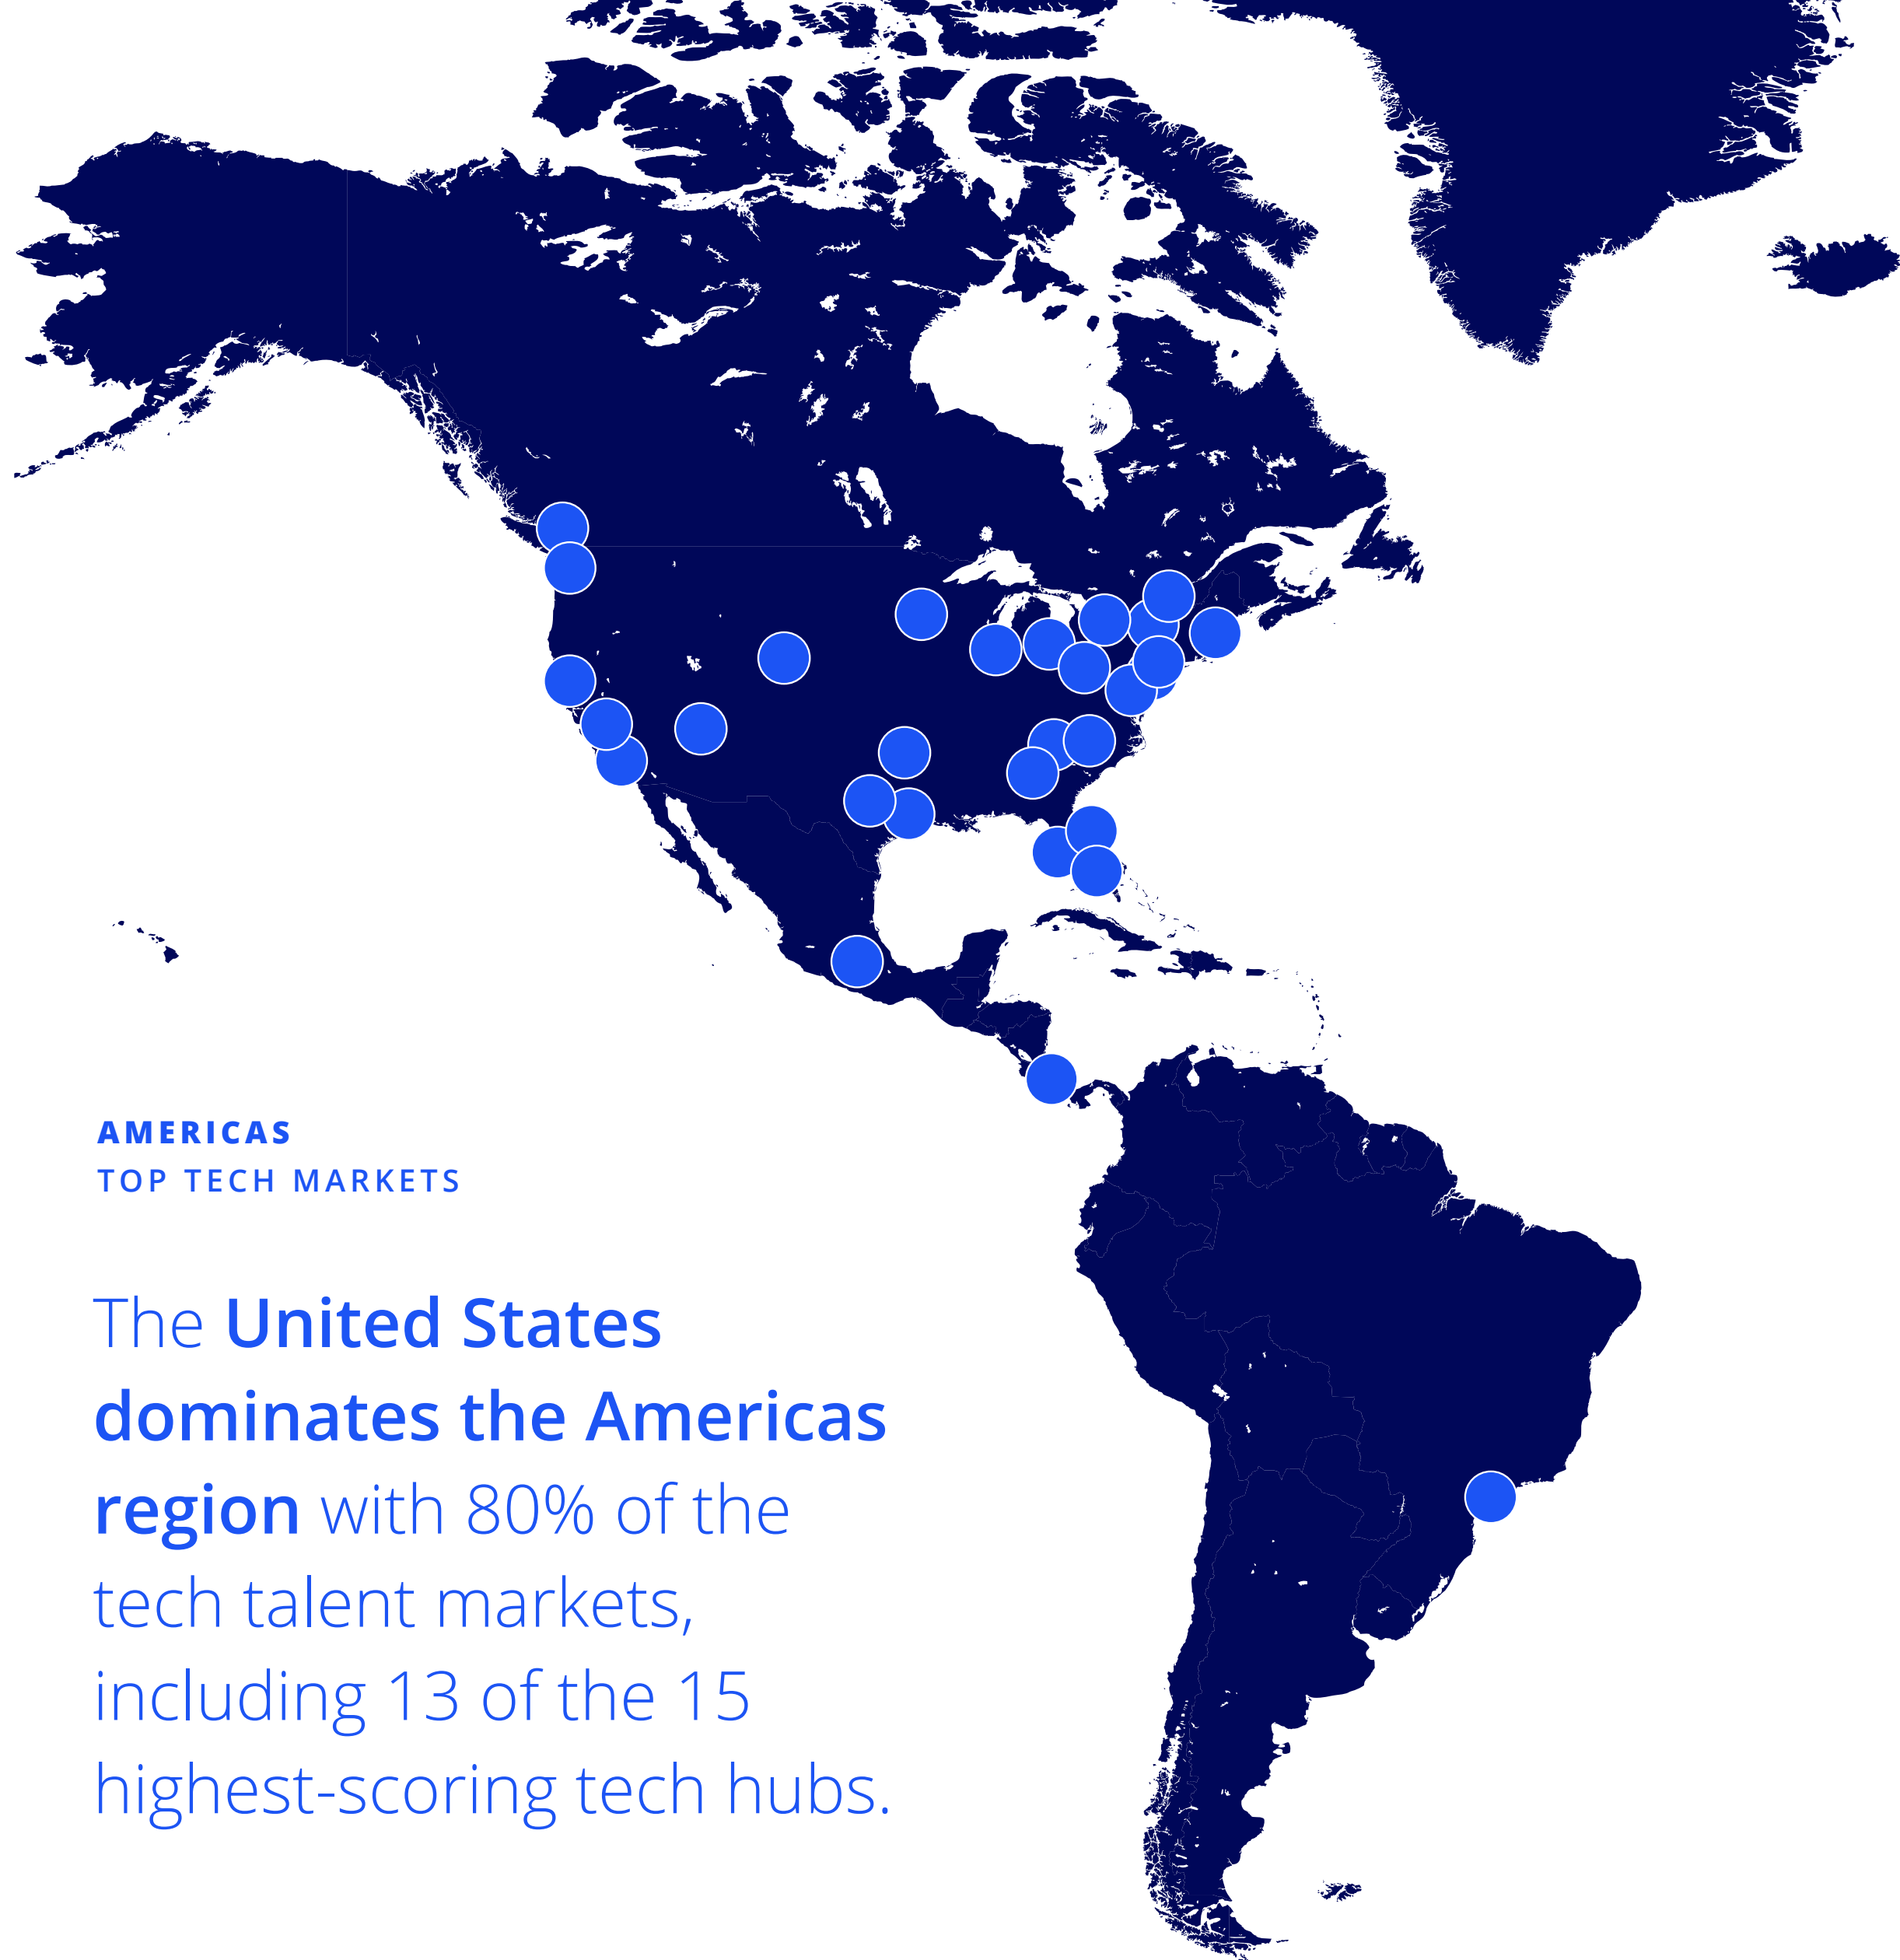 AMERICAS
TOP TECH MARKETS
The United States
dominates the Americas
region with 80% of the
tech talent markets,
including 13 of the 15
highest-scoring tech hubs.